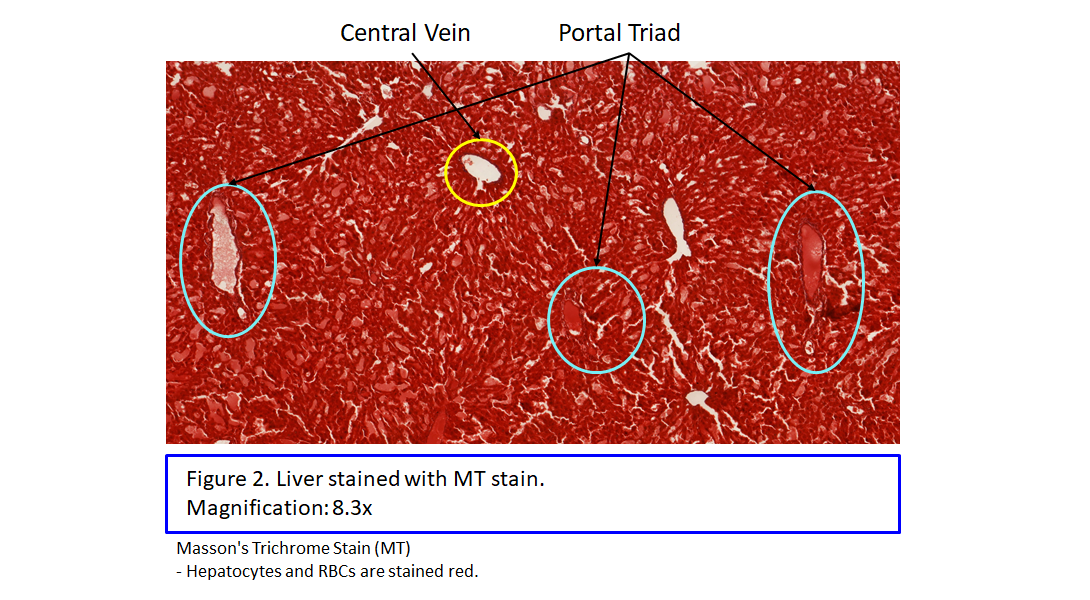 Central Vein
Portal Triad
Figure 2. Liver stained with MT stain.
Magnification: 8.3x
Masson's Trichrome Stain (MT)
- Hepatocytes and RBCs are stained red.